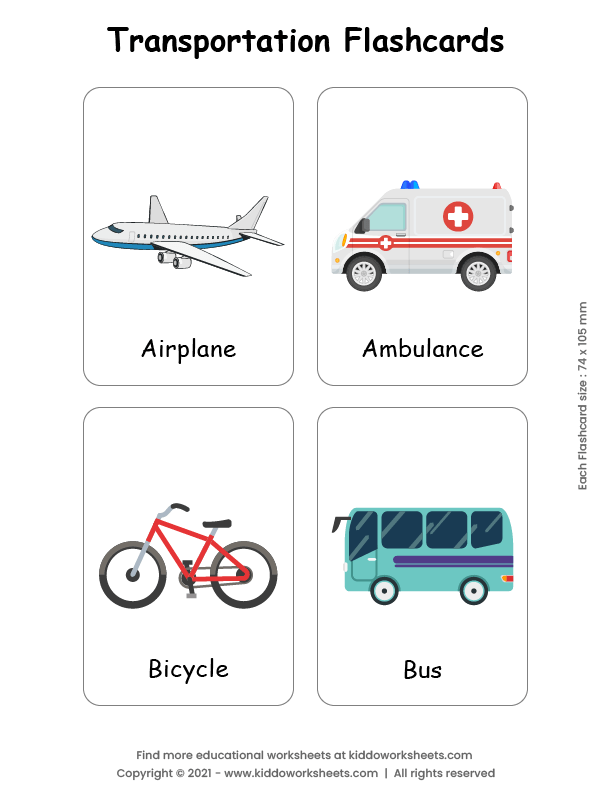 Transportation Flashcards
Airplane
Ambulance
Each Flashcard size : 74 x 105 mm
Bicycle
Bus
Find more educational worksheets at kiddoworksheets.com
Copyright © 2021 - www.kiddoworksheets.com | All rights reserved